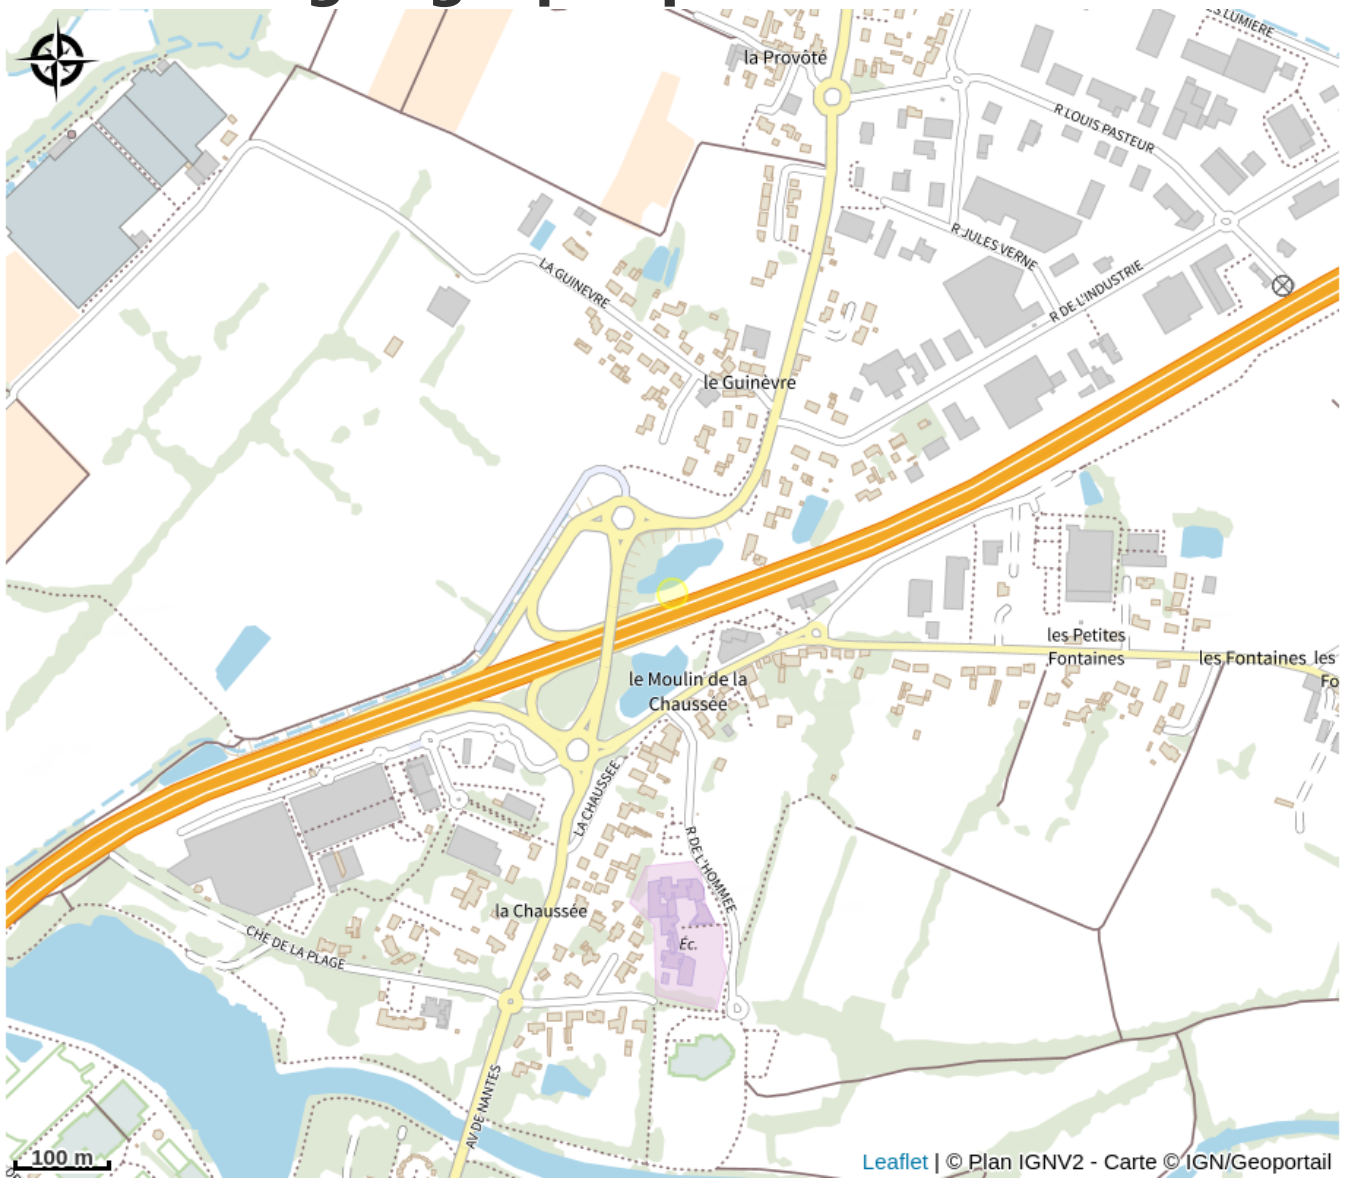 la Provôté
S LUMIERE
R LOUIS PASTEUR
R JULES VERNE
R DE L'INDUSTRIE
LA GUINEVRE
le Guinèvre
les Petites
Fontaines
les Fontaines
les
Fo
le Moulin de la
Chaussée
LA CHAUSSEE
R DE L'HOMMEE
la Chaussée
Éc.
CHE DE LA PLAGE
AV DE NANTES
100 m
Leaflet | © Plan IGNV2 - Carte © IGN/Geoportail